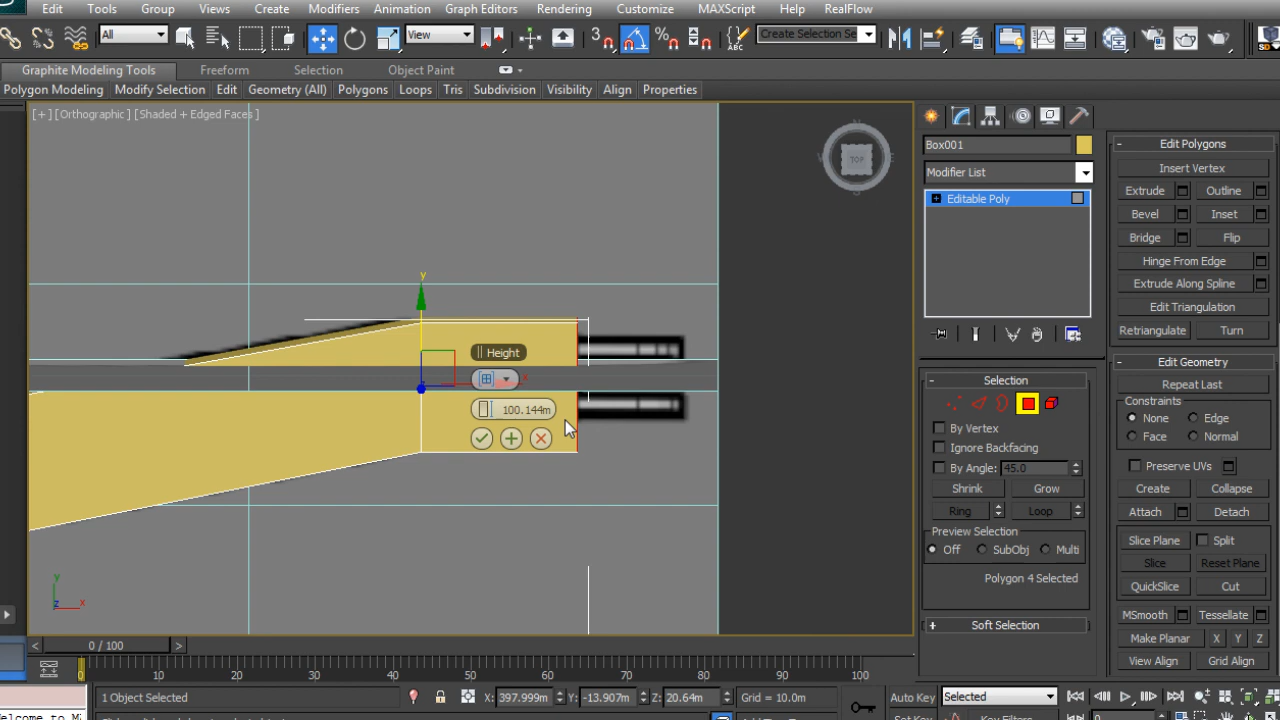 Edit Tools Group Views Create Modifiers Animation Graph Editors Rendering Customize MAXScript Help RealFlow
All View 3 Create Selection Se
Graphite Modeling Tools Freeform Selection Object Paint
Polygon Modeling Modify Selection Edit Geometry (All) Polygons Loops Tris Subdivision Visibility Align Properties
[+] [Orthographic] [Shaded + Edged Faces]
TOP
y
Height
x
100.144m
y
z x
Box001
Modifier List
Editable Poly
Selection
By Vertex
Ignore Backfacing
By Angle: 45.0
Shrink Grow
Ring Loop
Preview Selection
Off SubObj Multi
Polygon 4 Selected
Soft Selection
Edit Polygons
Insert Vertex
Extrude Outline
Bevel Inset
Bridge Flip
Hinge From Edge
Extrude Along Spline
Edit Triangulation
Retriangulate Turn
Edit Geometry
Repeat Last
Constraints
None Edge
Face Normal
Preserve UVs
Create Collapse
Attach Detach
Slice Plane Split
Slice Reset Plane
QuickSlice Cut
MSmooth Tessellate
Make Planar X Y Z
View Align Grid Align
0 / 100
0 10 20 30 40 50 60 70 80 90 100
1 Object Selected X: 397.999m Y: -13.907m Z: 20.64m Grid = 10.0m Auto Key Selected